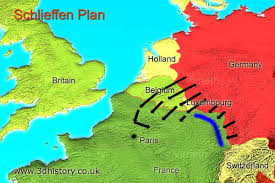 Schlieffen Plan
Holland
Germany
Britain
Belgium
Luxembourg
Paris
France
Switzerland
www.3dhistory.co.uk